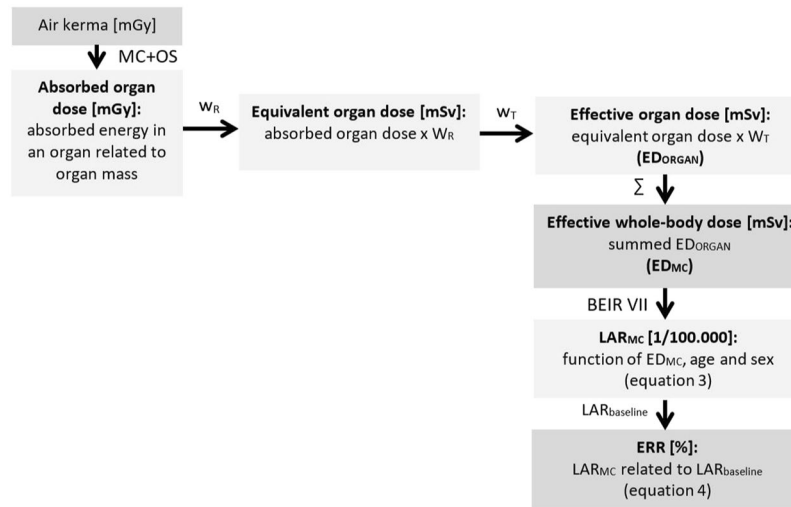 Air kerma [mGy]
MC+OS
Absorbed organ
dose [mGy]:
absorbed energy in
an organ related to
organ mass
WR
Equivalent organ dose [mSv]:
absorbed organ dose x WR
WT
Effective organ dose [mSv]:
equivalent organ dose x WT
(EDORGAN)
Σ
Effective whole-body dose [mSv]:
summed EDORGAN
(EDMC)
BEIR VII
LARMC [1/100.000]:
function of EDMC, age and sex
(equation 3)
LARbaseline
ERR [%]:
LARMC related to LARbaseline
(equation 4)